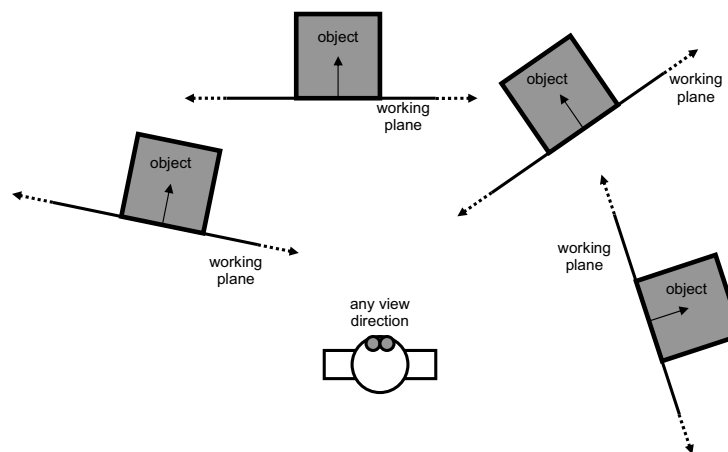 object
working
plane
object
working
plane
object
working
plane
working
plane
object
any view
direction